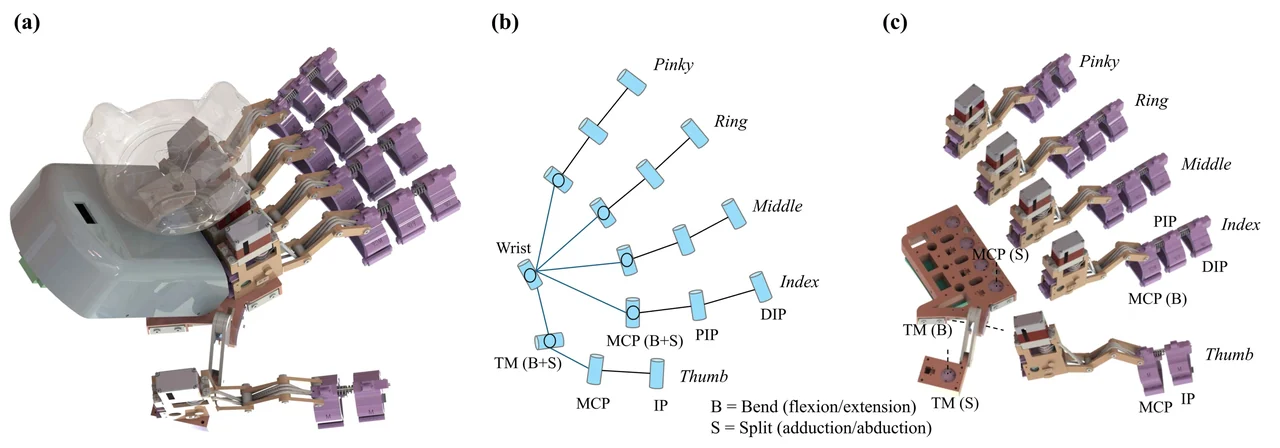 (a)
(b)
Pinky
Ring
Middle
Wrist
Index
DIP
PIP
MCP (B+S)
TM (B+S)
Thumb
MCP
IP
B = Bend (flexion/extension)
S = Split (adduction/abduction)
(c)
Pinky
Ring
Middle
PIP
Index
MCP (S)
DIP
MCP (B)
TM (B)
Thumb
TM (S)
MCP
IP